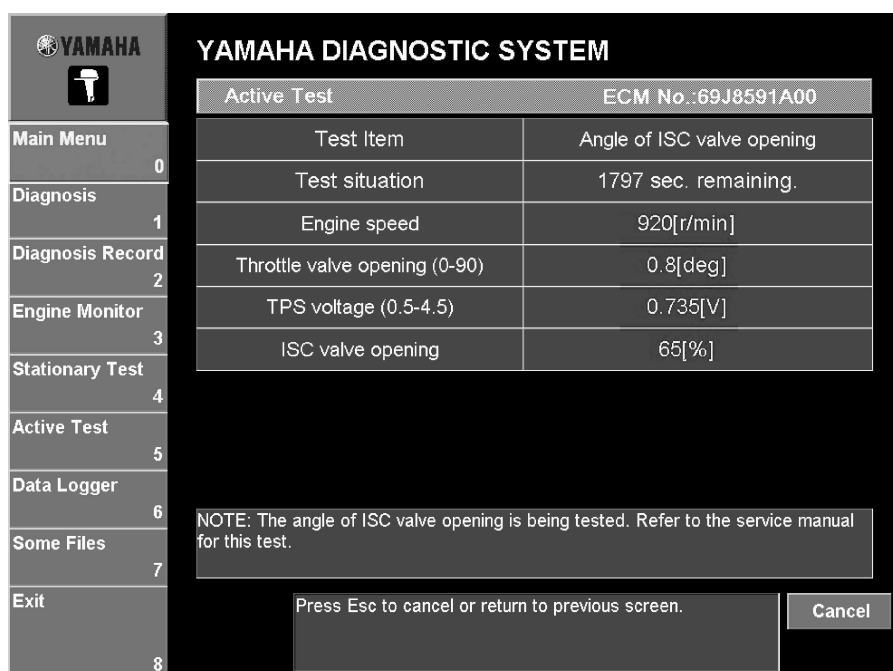 YAMAHA
YAMAHA DIAGNOSTIC SYSTEM
Active Test ECM No.:69J8591A00
Main Menu
0
Diagnosis
1
Diagnosis Record
2
Engine Monitor
3
Stationary Test
4
Active Test
5
Data Logger
6
Some Files
7
Exit
8
Test Item Angle of ISC valve opening
Test situation 1797 sec. remaining.
Engine speed 920[r/min]
Throttle valve opening (0-90) 0.8[deg]
TPS voltage (0.5-4.5) 0.735[V]
ISC valve opening 65[%]
NOTE: The angle of ISC valve opening is being tested. Refer to the service manual
for this test.
Press Esc to cancel or return to previous screen.
Cancel